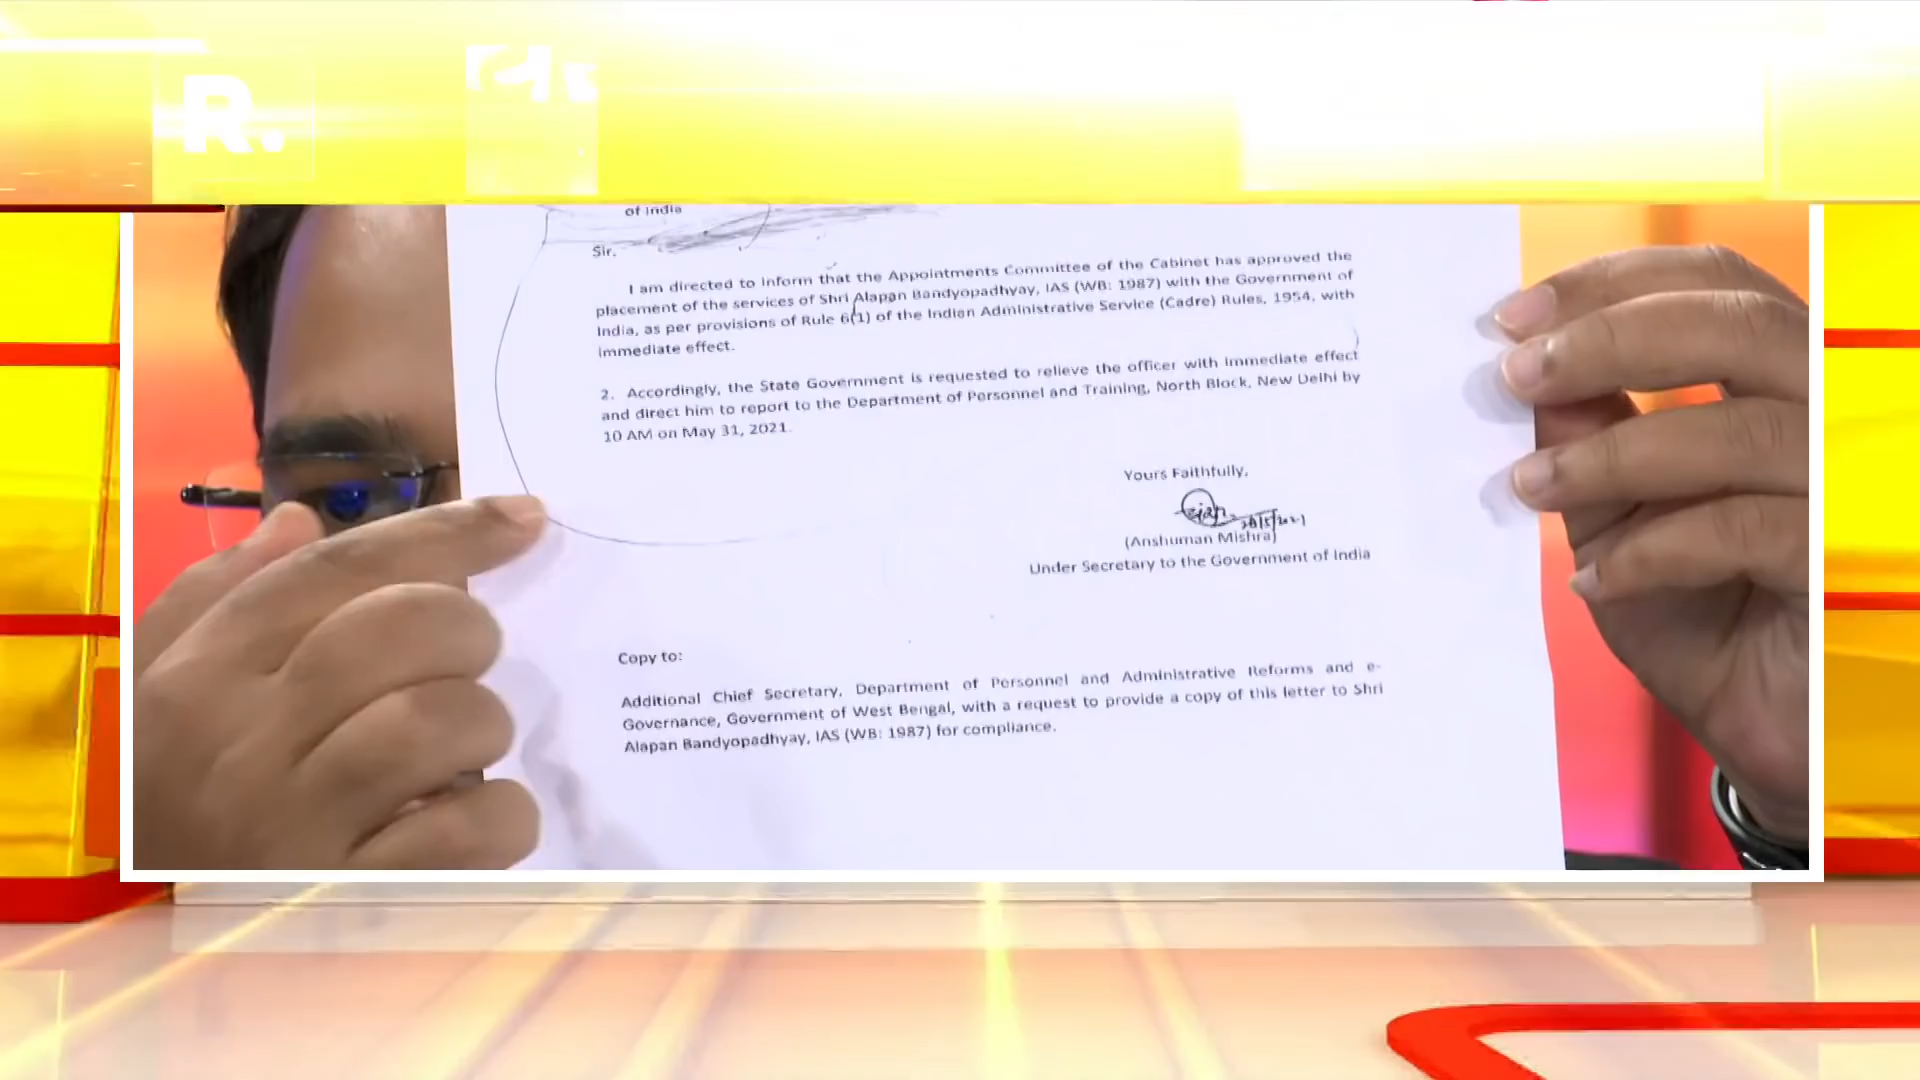 R.
of India
Sir,
I am directed to inform that the Appointments Committee of the Cabinet has approved the
placement of the services of Shri Alapan Bandyopadhyay, IAS (WB: 1987) with the Government of
India, as per provisions of Rule 6(1) of the Indian Administrative Service (Cadre) Rules, 1954, with
immediate effect.
2. Accordingly, the State Government is requested to relieve the officer with immediate effect
and direct him to report to the Department of Personnel and Training, North Block, New Delhi by
10 AM on May 31, 2021.
Yours Faithfully,
28/5/2021
(Anshuman Mishra)
Under Secretary to the Government of India
Copy to:
Additional Chief Secretary, Department of Personnel and Administrative Reforms and e-
Governance, Government of West Bengal, with a request to provide a copy of this letter to Shri
Alapan Bandyopadhyay, IAS (WB: 1987) for compliance.